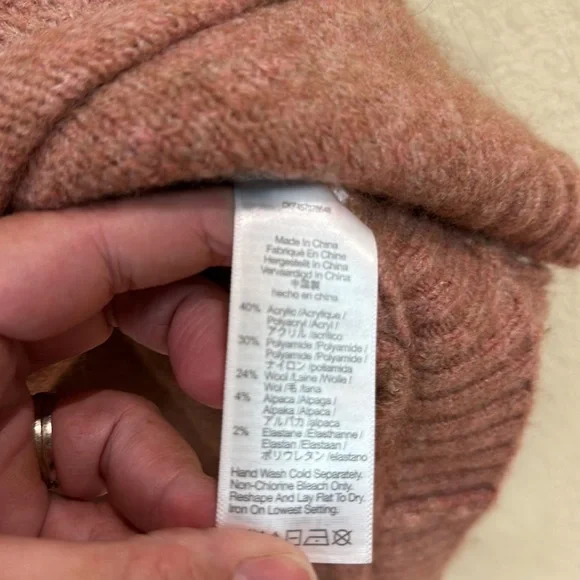 Made In China
Fabriqué En Chine
Hergestellt In China
Vervaardigd In China
中国製
hecho en china
40% Acrylic /Acrylique /
Polyacryl /Acryl /
アクリル /acrílico
30% Polyamide /Polyamide /
Polyamide /Polyamide /
ナイロン /poliamida
24% Wool /Laine /Wolle /
Wol /毛 /lana
4% Alpaca /Alpaga /
Alpaka /Alpaca /
アルパカ /alpaca
2% Elastane /Élasthanne /
Elastan /Elastaan /
ポリウレタン /elastano
Hand Wash Cold Separately.
Non-Chlorine Bleach Only.
Reshape And Lay Flat To Dry.
Iron On Lowest Setting.